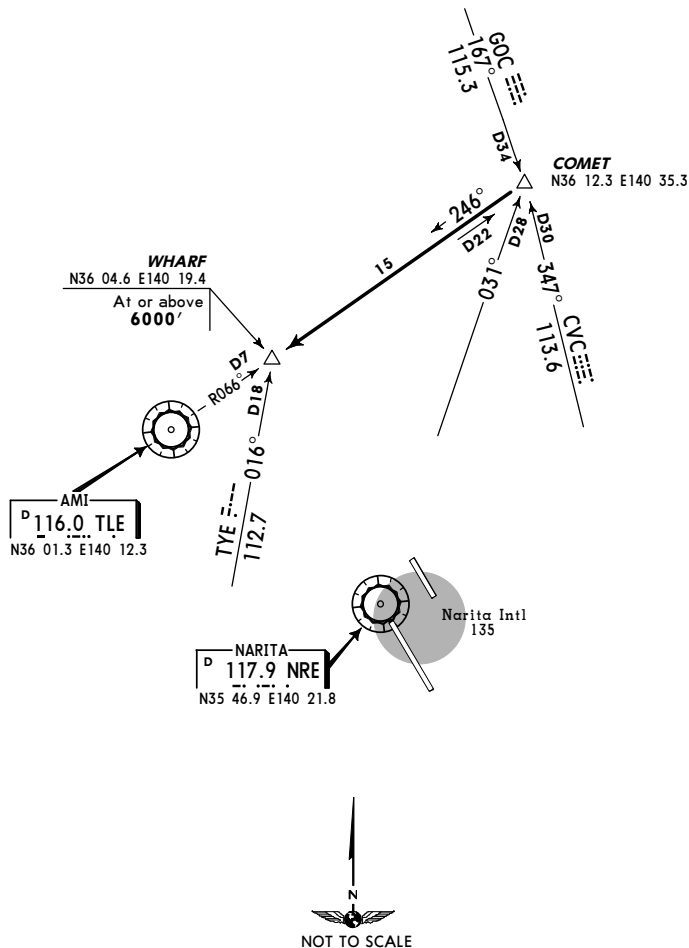 GOC
167°
115.3
D34
COMET
N36 12.3 E140 35.3
246°
D22
D28
D30
15
031°
347°
CVC
113.6
WHARF
N36 04.6 E140 19.4
At or above
6000'
D7
R066°
D18
016°
TYE
112.7
AMI
D 116.0 TLE
N36 01.3 E140 12.3
Narita Intl
135
NARITA
D 117.9 NRE
N35 46.9 E140 21.8
N
NOT TO SCALE